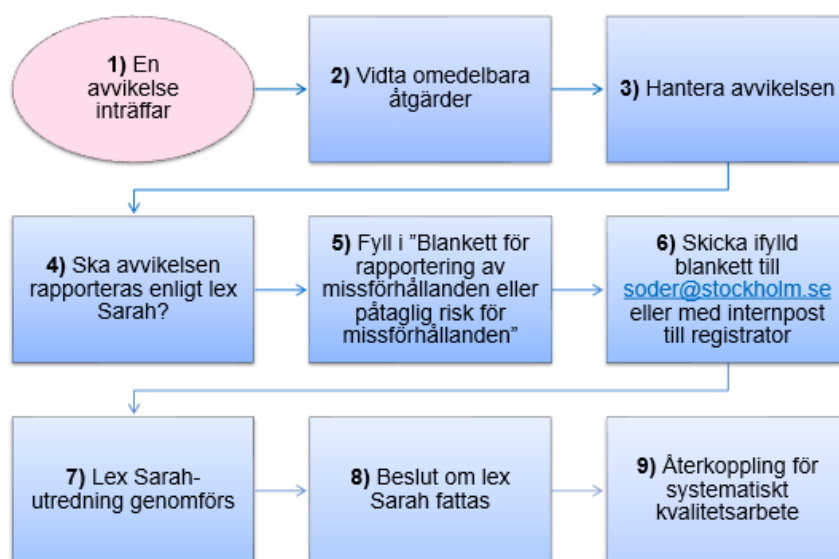 1) En
avvikelse
inträffar
2) Vidta omedelbara
åtgärder
3) Hantera avvikelsen
4) Ska avvikelsen
rapporteras enligt lex
Sarah?
5) Fyll i ”Blankett för
rapportering av
missförhållanden eller
påtaglig risk för
missförhållanden”
6) Skicka ifylld
blankett till
soder@stockholm.se
eller med internpost
till registrator
7) Lex Sarah-
utredning genomförs
8) Beslut om lex
Sarah fattas
9) Återkoppling för
systematiskt
kvalitetsarbete